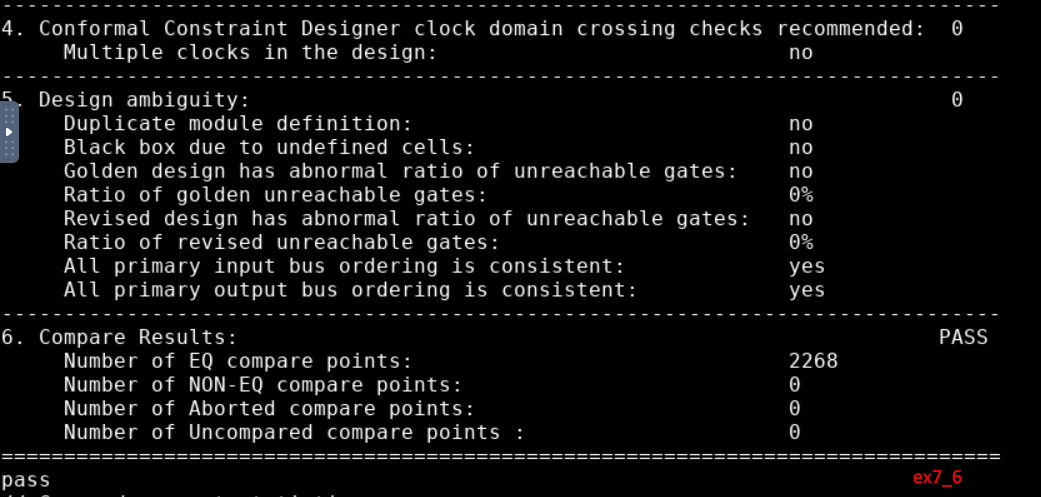 --------------------------------------------------------------------------------
4. Conformal Constraint Designer clock domain crossing checks recommended:  0
     Multiple clocks in the design:                            no
--------------------------------------------------------------------------------
5. Design ambiguity:                                                        0
     Duplicate module definition:                              no
     Black box due to undefined cells:                         no
     Golden design has abnormal ratio of unreachable gates:    no
     Ratio of golden unreachable gates:                        0%
     Revised design has abnormal ratio of unreachable gates:   no
     Ratio of revised unreachable gates:                       0%
     All primary input bus ordering is consistent:             yes
     All primary output bus ordering is consistent:            yes
--------------------------------------------------------------------------------
6. Compare Results:                                                        PASS
     Number of EQ compare points:                              2268
     Number of NON-EQ compare points:                          0
     Number of Aborted compare points:                         0
     Number of Uncompared compare points :                     0
================================================================================
pass
ex7_6